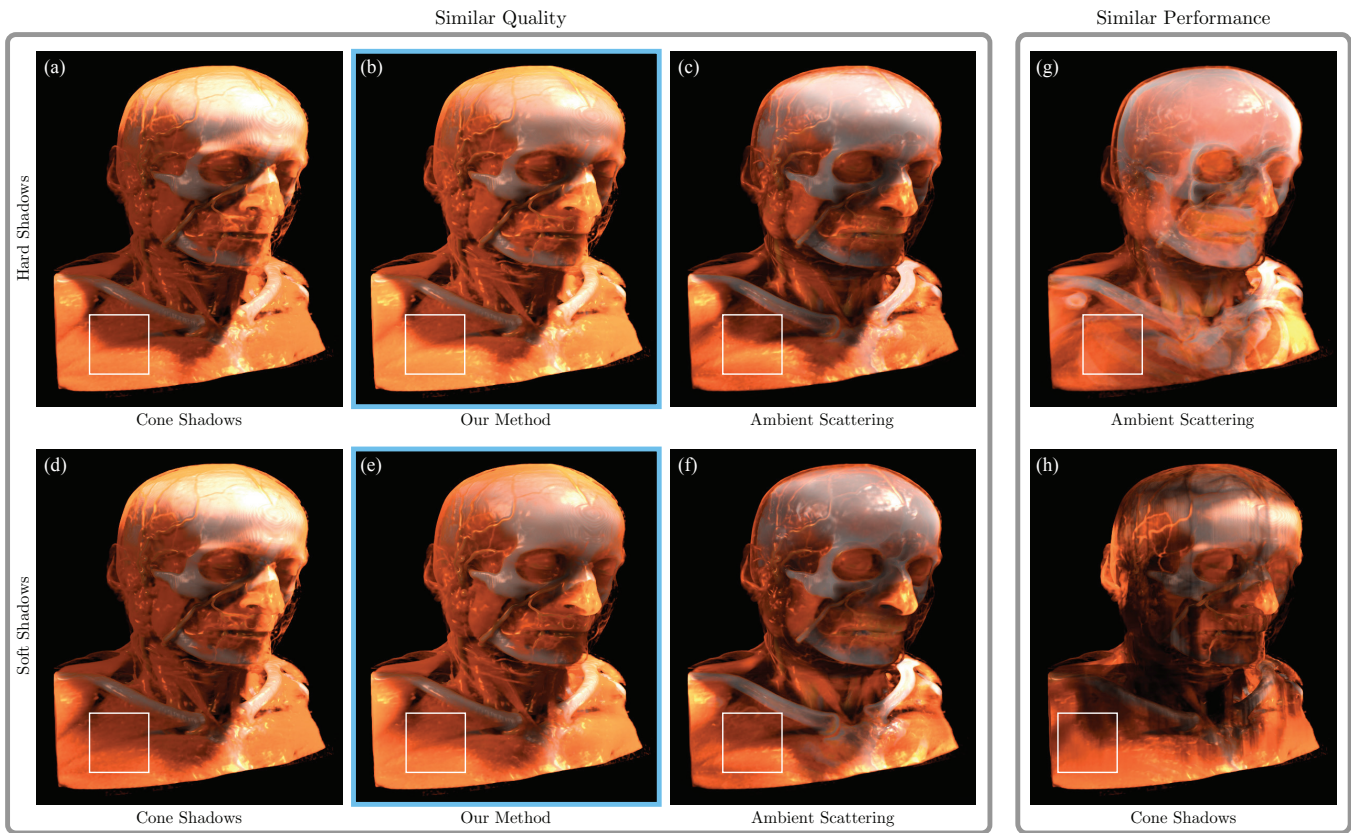 Similar Quality
Similar Performance
Hard Shadows
(a)
(b)
(c)
(g)
Cone Shadows
Our Method
Ambient Scattering
Ambient Scattering
Soft Shadows
(d)
(e)
(f)
(h)
Cone Shadows
Our Method
Ambient Scattering
Cone Shadows